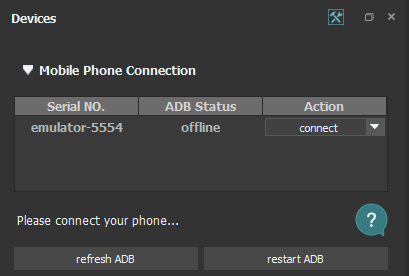 Devices
Mobile Phone Connection
Serial NO. ADB Status Action
emulator-5554 offline connect
Please connect your phone...
?
refresh ADB restart ADB